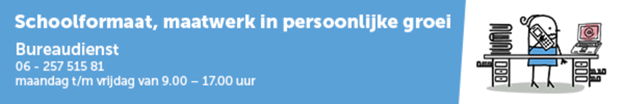 Schoolformaat, maatwerk in persoonlijke groei
Bureaudienst
06 - 257 515 81
maandag t/m vrijdag van 9.00 – 17.00 uur